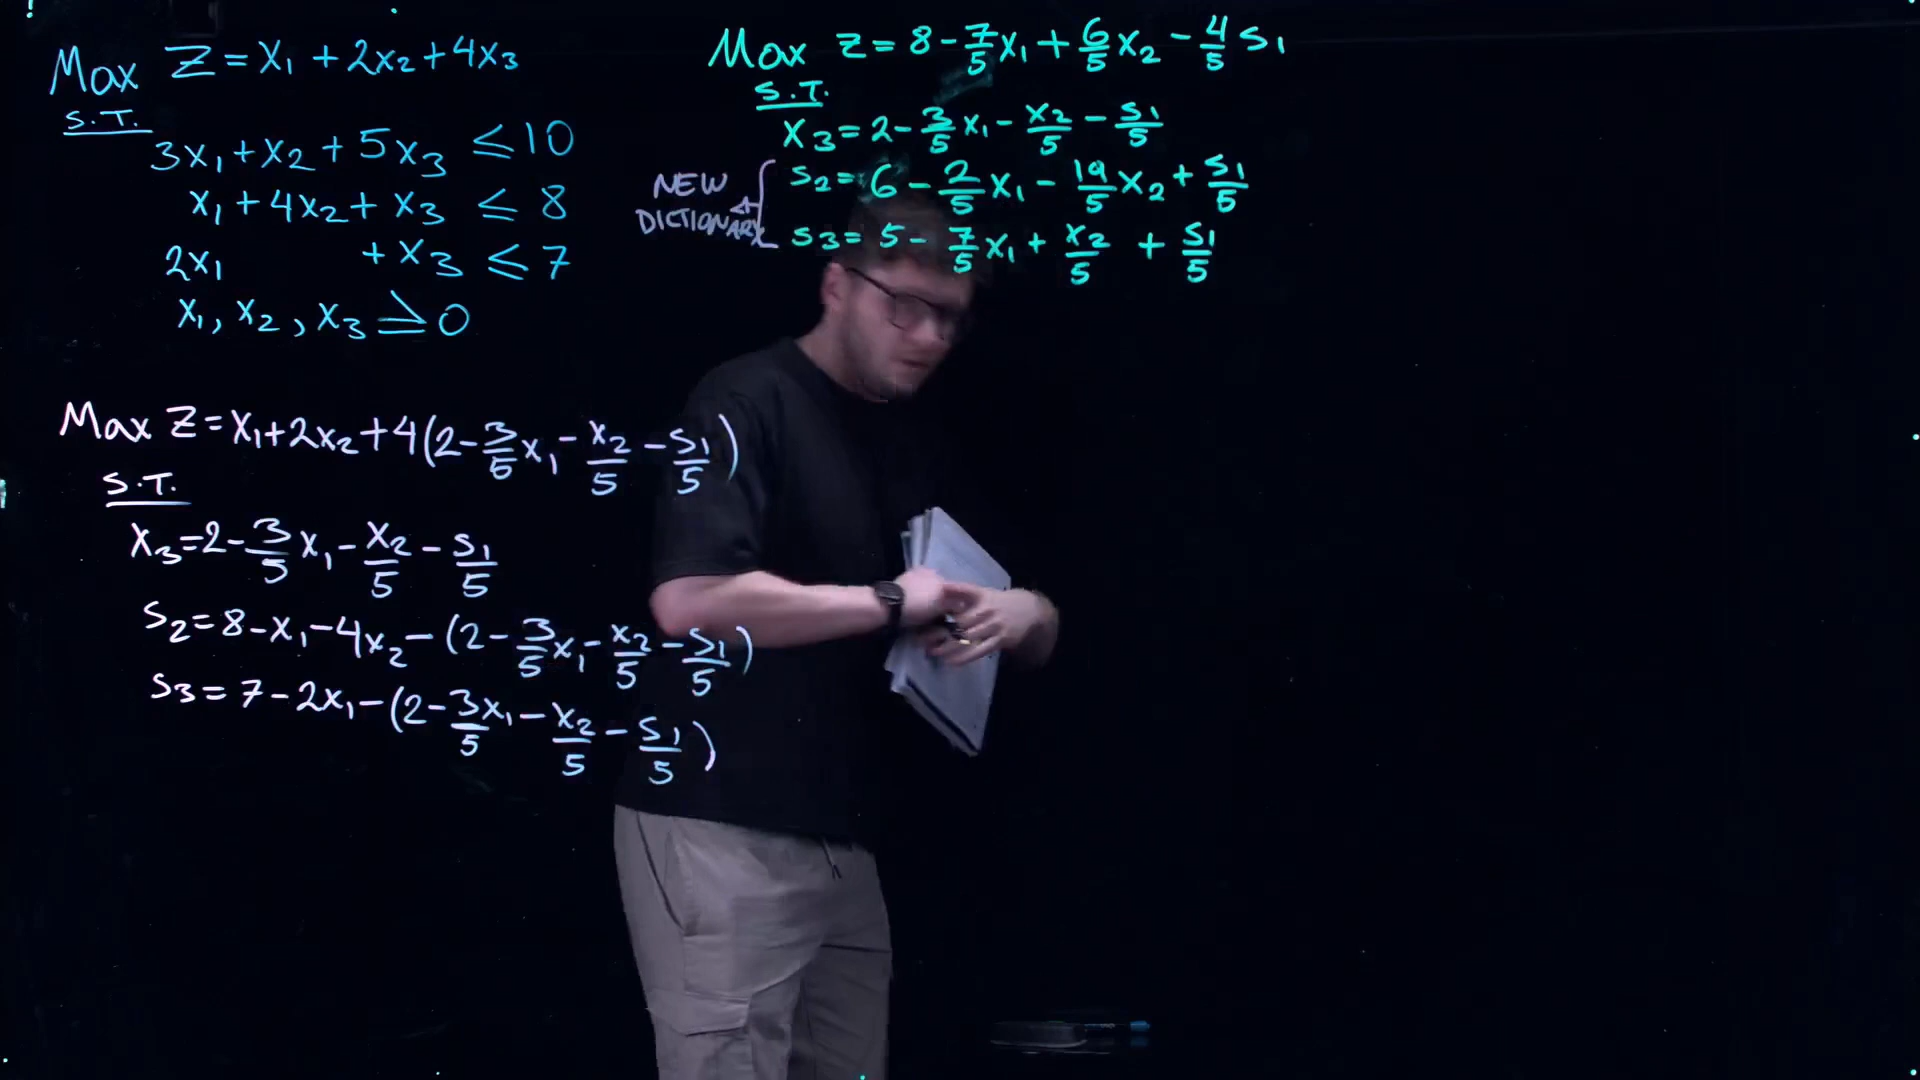 Max Z = x₁ + 2x₂ + 4x₃
S.T.
3x₁ + x₂ + 5x₃ ≤ 10
x₁ + 4x₂ + x₃ ≤ 8
2x₁ + x₃ ≤ 7
x₁, x₂, x₃ ≥ 0
Max Z = x₁ + 2x₂ + 4(2 - 3/5 x₁ - x₂/5 - s₁/5)
S.T.
x₃ = 2 - 3/5 x₁ - x₂/5 - s₁/5
s₂ = 8 - x₁ - 4x₂ - (2 - 3/5 x₁ - x₂/5 - s₁/5)
s₃ = 7 - 2x₁ - (2 - 3x₁/5 - x₂/5 - s₁/5)
Max Z = 8 - 7/5 x₁ + 6/5 x₂ - 4/5 s₁
S.T.
x₃ = 2 - 3/5 x₁ - x₂/5 - s₁/5
s₂ = 6 - 2/5 x₁ - 19/5 x₂ + s₁/5
s₃ = 5 - 7/5 x₁ + x₂/5 + s₁/5
NEW
DICTIONARY